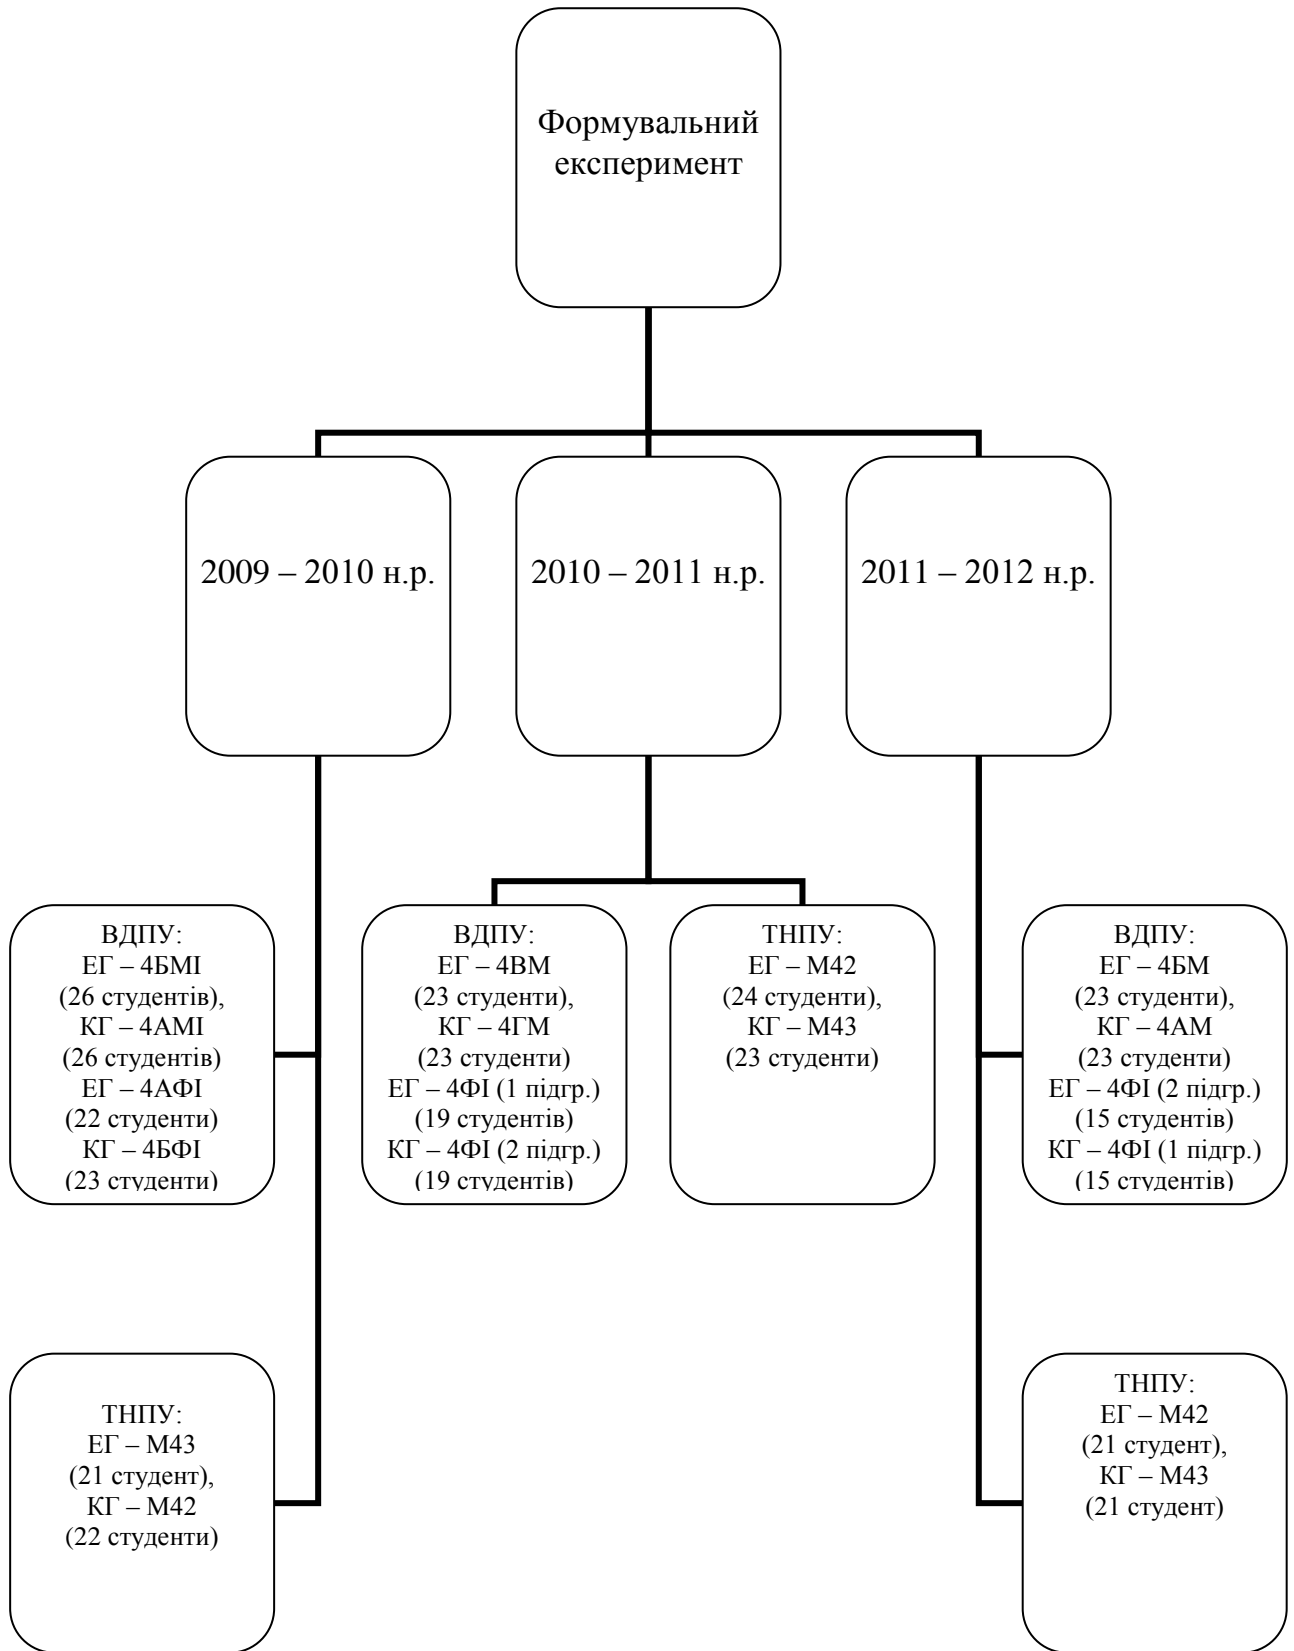 Формувальний
експеримент
2009 – 2010 н.р.
2010 – 2011 н.р.
2011 – 2012 н.р.
ВДПУ:
ЕГ – 4БМІ
(26 студентів),
КГ – 4АМІ
(26 студентів)
ЕГ – 4АФІ
(22 студенти)
КГ – 4БФІ
(23 студенти)
ВДПУ:
ЕГ – 4ВМ
(23 студенти),
КГ – 4ГМ
(23 студенти)
ЕГ – 4ФІ (1 підгр.)
(19 студентів)
КГ – 4ФІ (2 підгр.)
(19 студентів)
ТНПУ:
ЕГ – М42
(24 студенти),
КГ – М43
(23 студенти)
ВДПУ:
ЕГ – 4БМ
(23 студенти),
КГ – 4АМ
(23 студенти)
ЕГ – 4ФІ (2 підгр.)
(15 студентів)
КГ – 4ФІ (1 підгр.)
(15 студентів)
ТНПУ:
ЕГ – М43
(21 студент),
КГ – М42
(22 студенти)
ТНПУ:
ЕГ – М42
(21 студент),
КГ – М43
(21 студент)